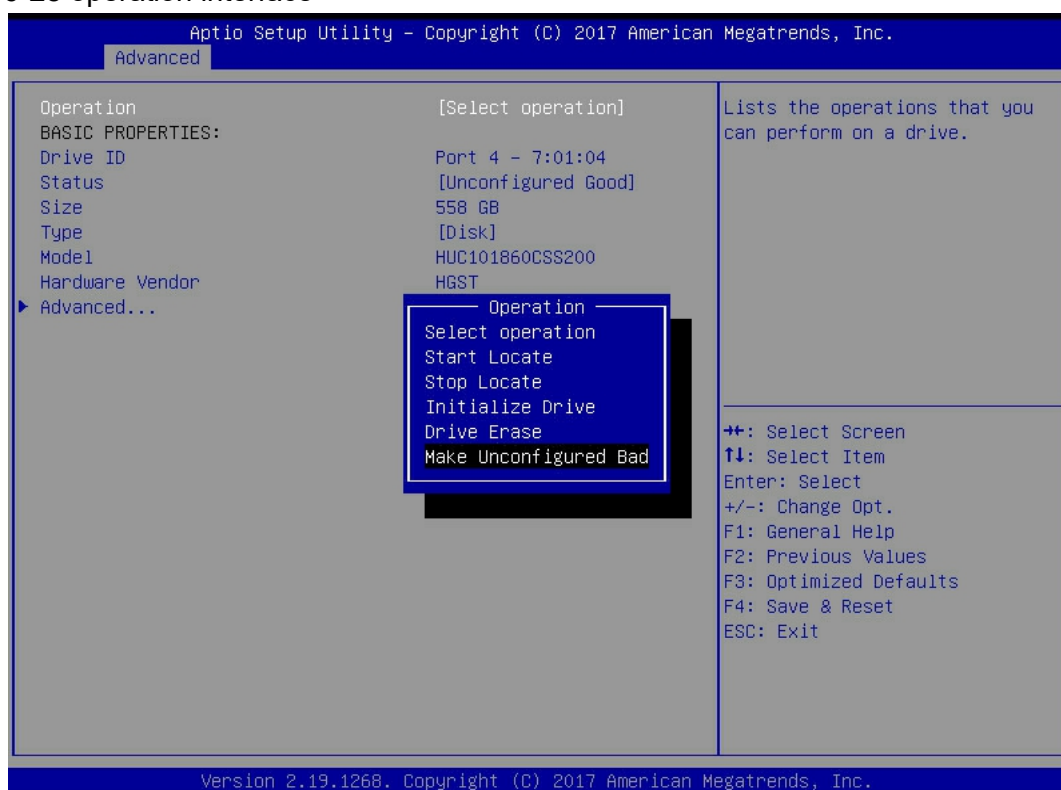 operation interface
Aptio Setup Utility – Copyright (C) 2017 American Megatrends, Inc.
Advanced
Operation [Select operation]
BASIC PROPERTIES:
Drive ID Port 4 – 7:01:04
Status [Unconfigured Good]
Size 558 GB
Type [Disk]
Model HUC101860CSS200
Hardware Vendor HGST
▶ Advanced...
Operation
Select operation
Start Locate
Stop Locate
Initialize Drive
Drive Erase
Make Unconfigured Bad
Lists the operations that you
can perform on a drive.
→←: Select Screen
↑↓: Select Item
Enter: Select
+/-: Change Opt.
F1: General Help
F2: Previous Values
F3: Optimized Defaults
F4: Save & Reset
ESC: Exit
Version 2.19.1268. Copyright (C) 2017 American Megatrends, Inc.